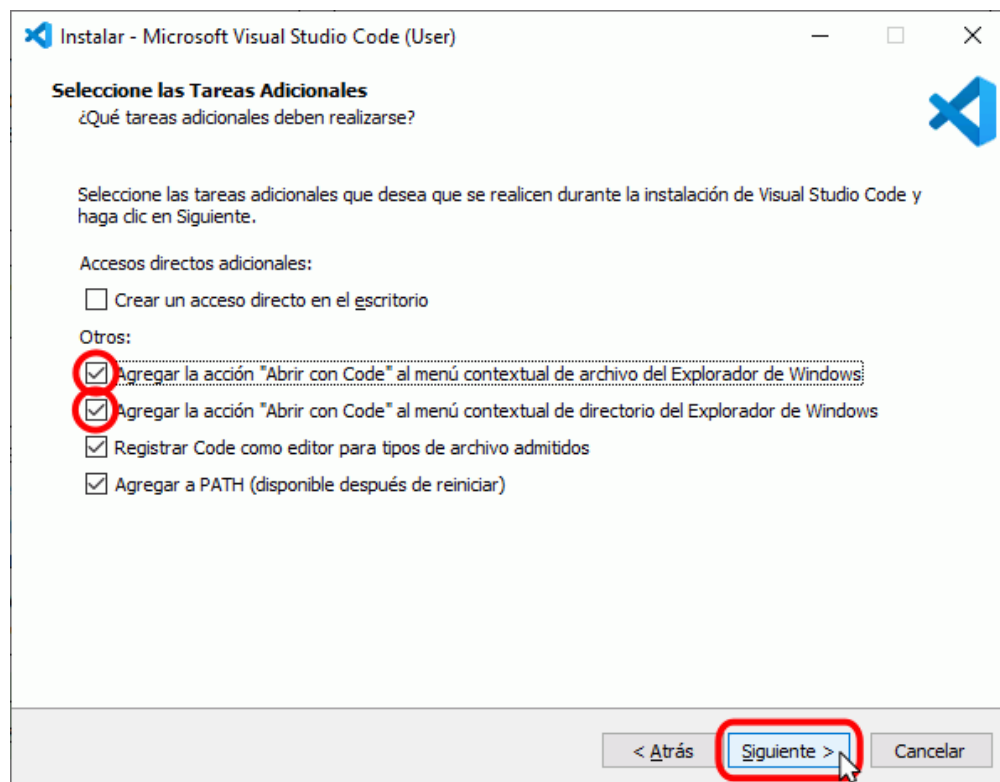 Instalar - Microsoft Visual Studio Code (User)
Seleccione las Tareas Adicionales
¿Qué tareas adicionales deben realizarse?
Seleccione las tareas adicionales que desea que se realicen durante la instalación de Visual Studio Code y
haga clic en Siguiente.
Accesos directos adicionales:
Crear un acceso directo en el escritorio
Otros:
Agregar la acción "Abrir con Code" al menú contextual de archivo del Explorador de Windows
Agregar la acción "Abrir con Code" al menú contextual de directorio del Explorador de Windows
Registrar Code como editor para tipos de archivo admitidos
Agregar a PATH (disponible después de reiniciar)
< Atrás Siguiente > Cancelar